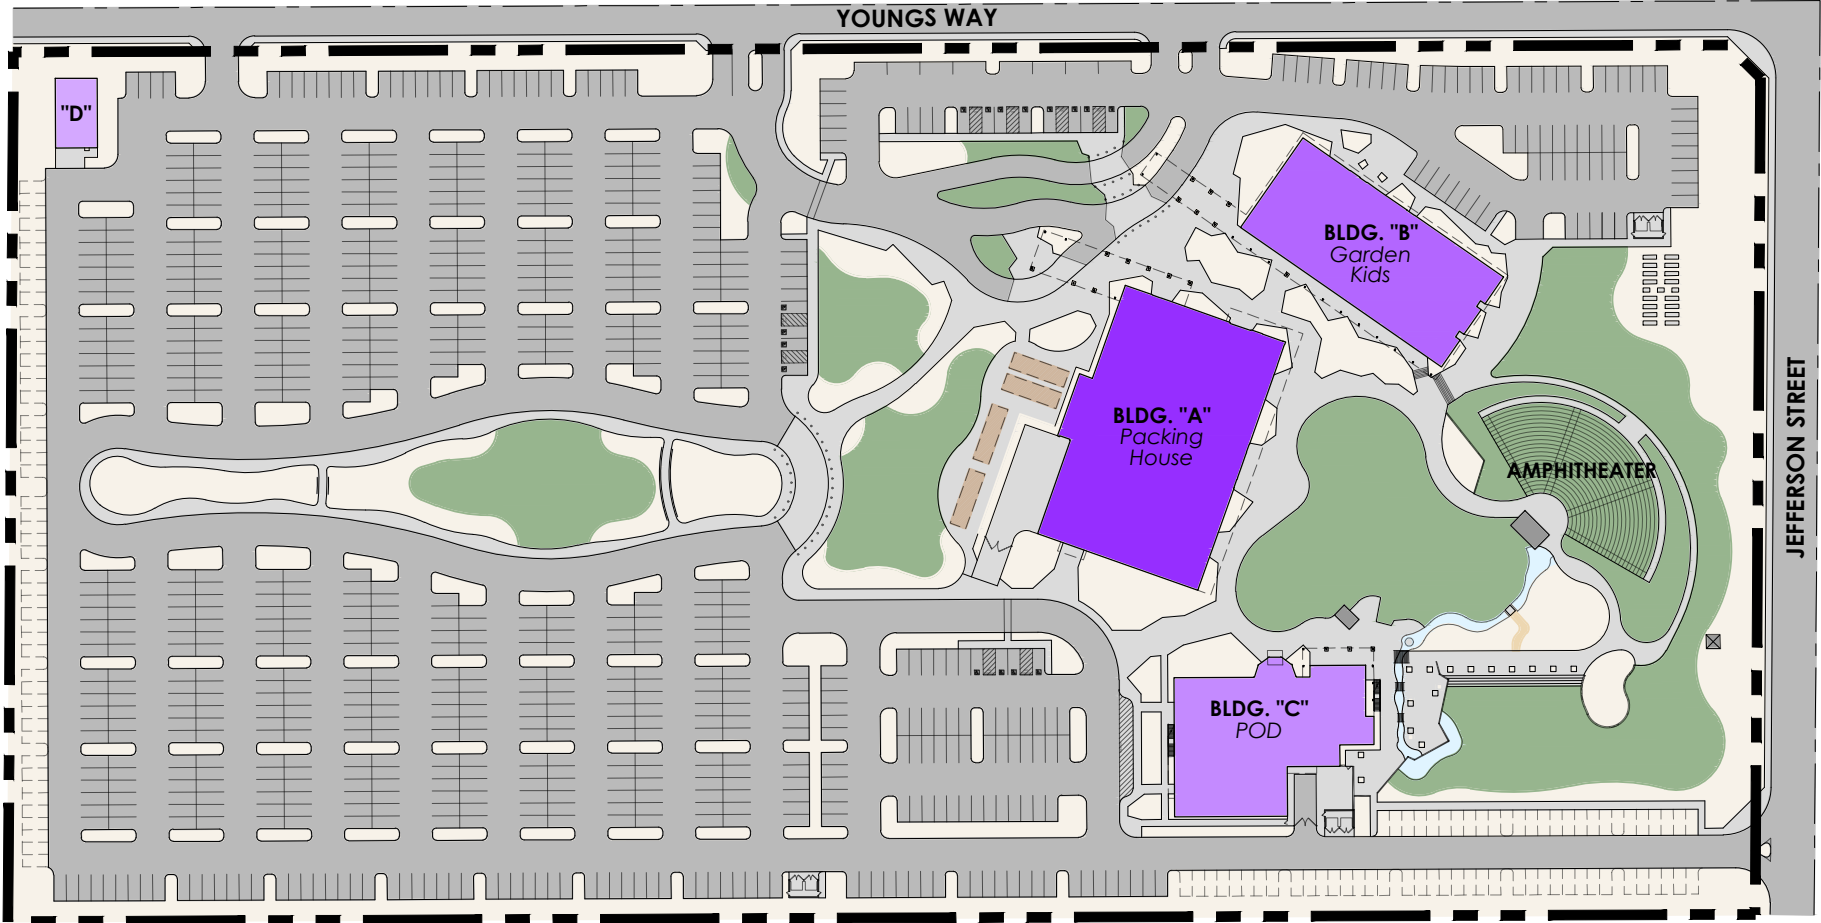 YOUNGS WAY
"D"
BLDG. "B"
Garden
Kids
BLDG. "A"
Packing
House
AMPHITHEATER
JEFFERSON STREET
BLDG. "C"
POD